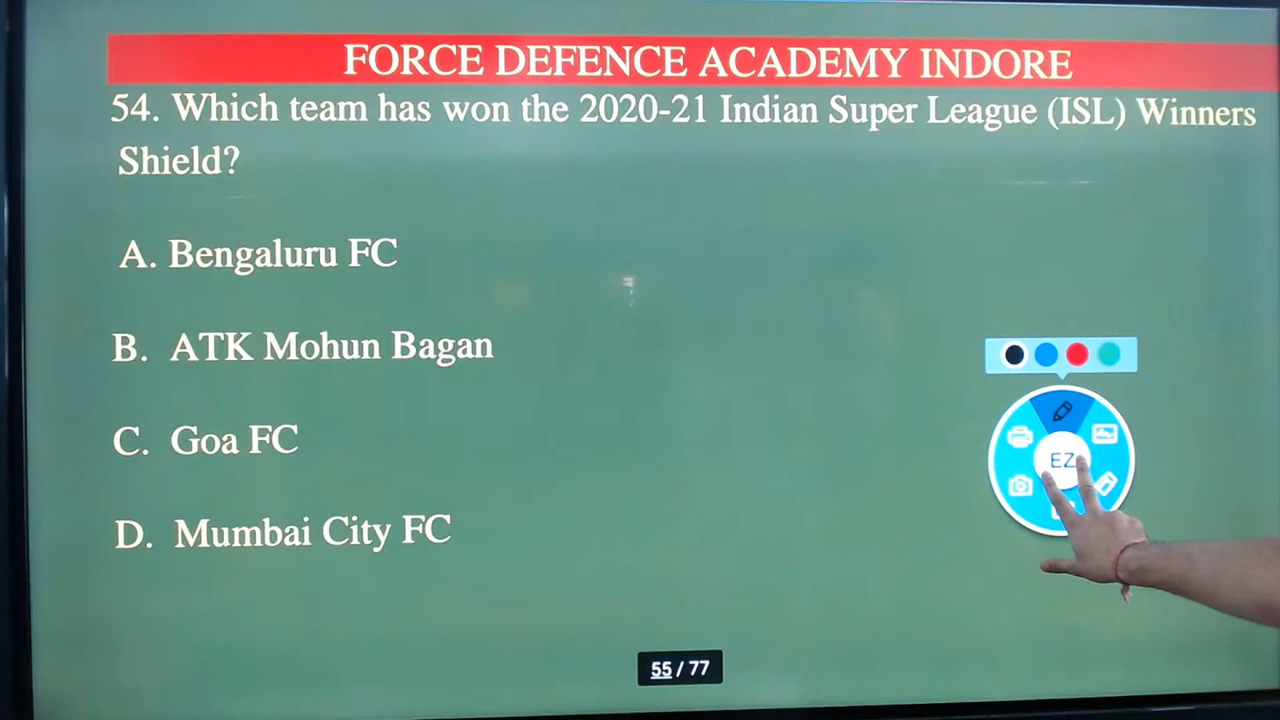 FORCE DEFENCE ACADEMY INDORE
54. Which team has won the 2020-21 Indian Super League (ISL) Winners
Shield?
A. Bengaluru FC
B. ATK Mohun Bagan
C. Goa FC
D. Mumbai City FC
EZ
55 / 77